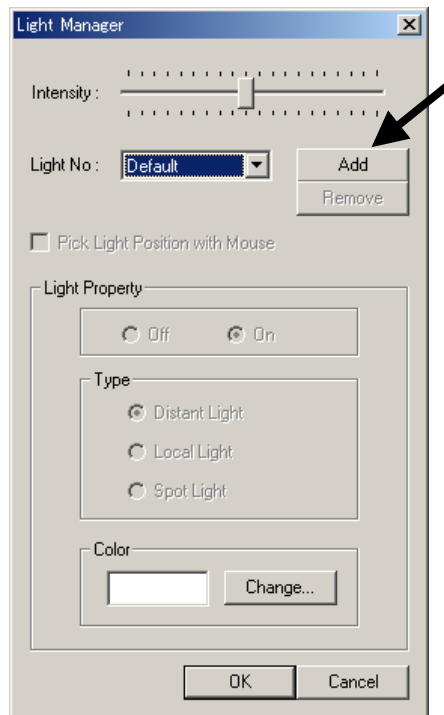 Light Manager
Intensity :
Light No : Default Add
Remove
Pick Light Position with Mouse
Light Property
Off On
Type
Distant Light
Local Light
Spot Light
Color
Change...
OK Cancel